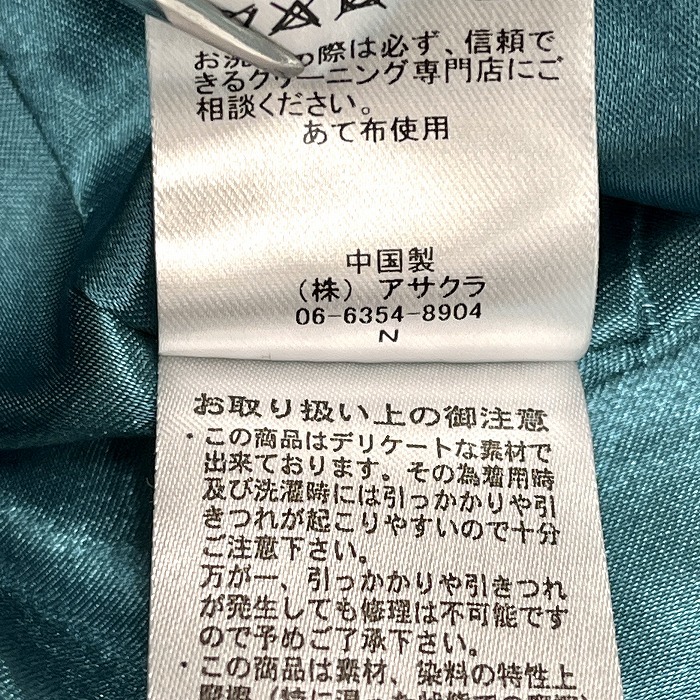 お洗 の際は必ず、信頼で
きるクリーニング専門店にご
相談ください。
あて布使用
中国製
(株) アサクラ
06-6354-8904
N
お取り扱い上の御注意
・この商品はデリケートな素材で
出来ております。その為着用時
及び洗濯時には引っかかりや引
きつれが起こりやすいので十分
ご注意下さい。
万が一、引っかかりや引きつれ
が発生しても修理は不可能です
ので予めご了承下さい。
・この商品は素材、染料の特性上